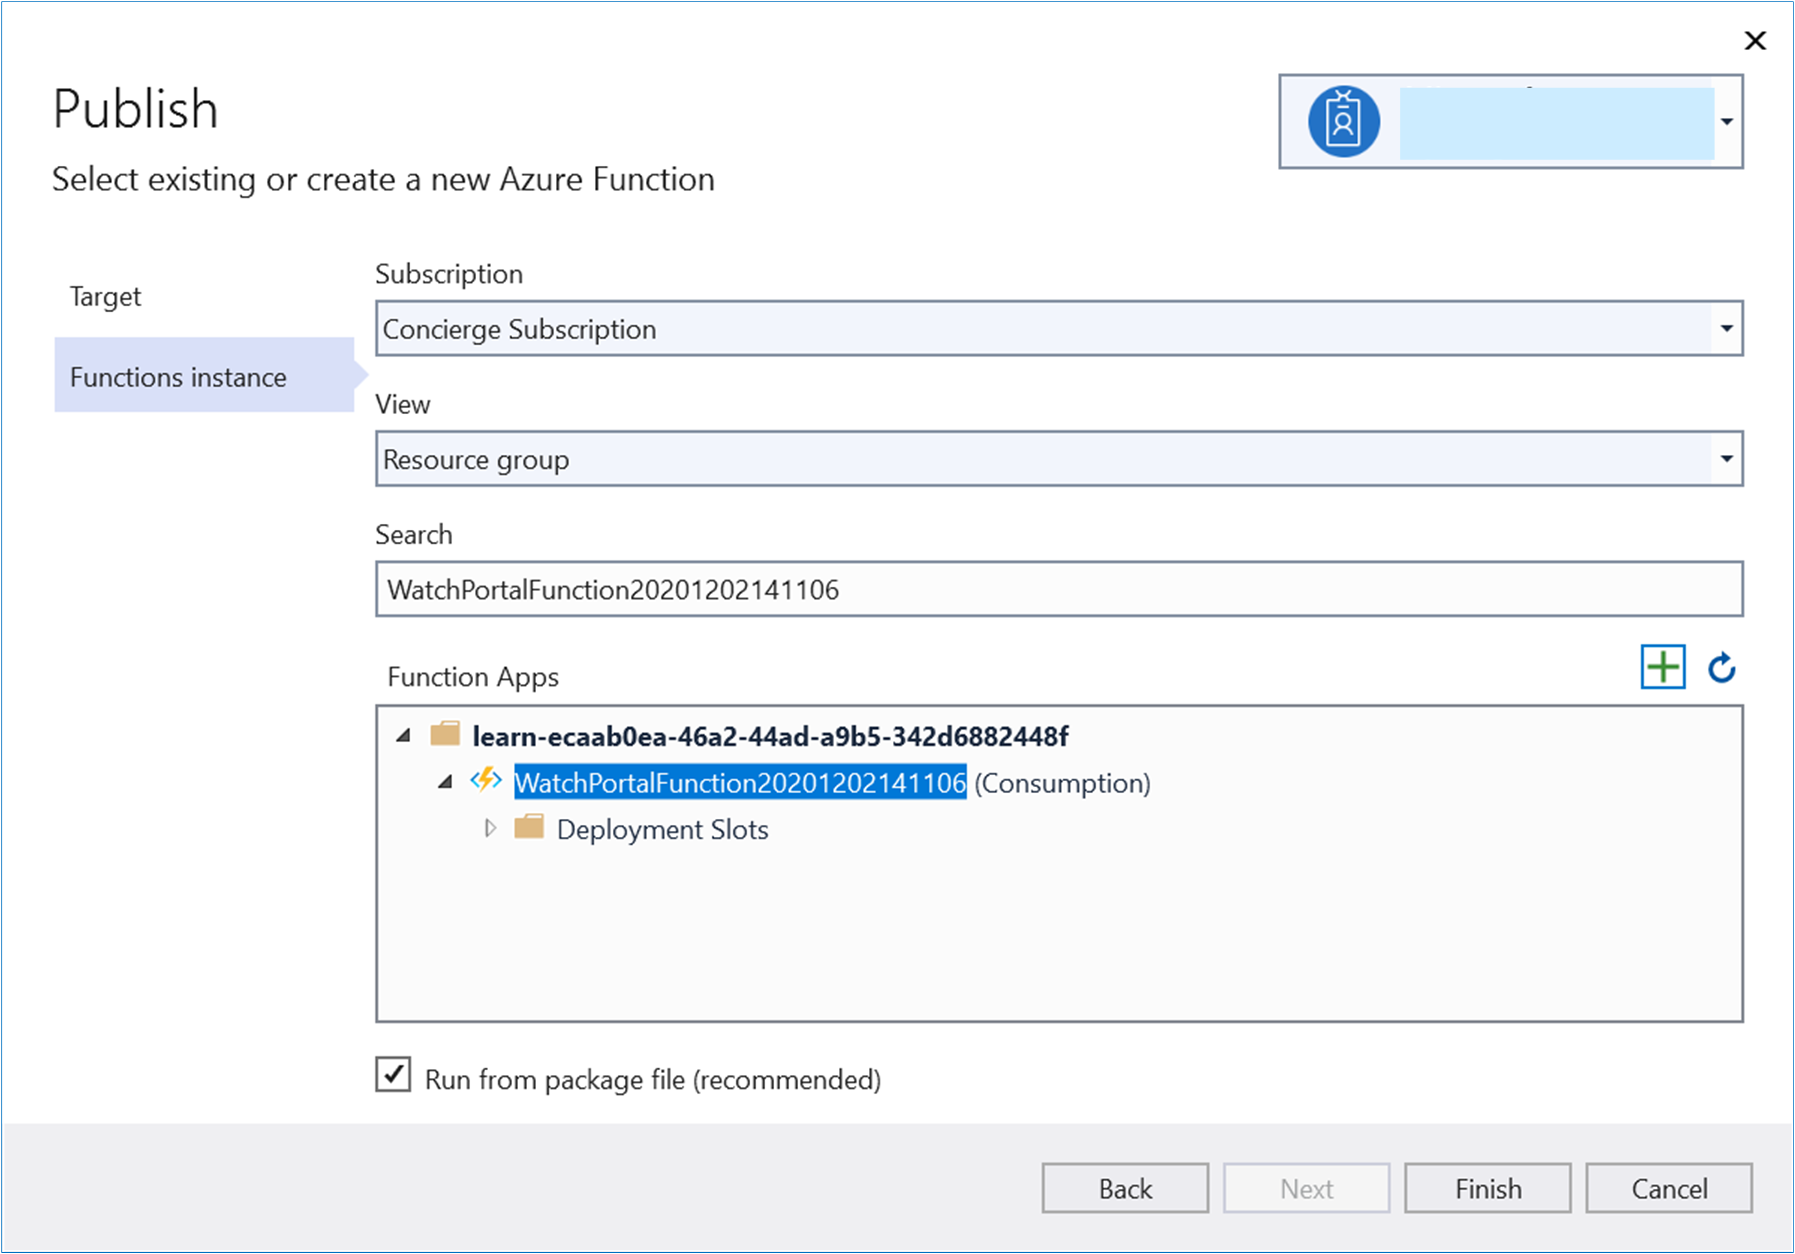 Publish
Select existing or create a new Azure Function
Target
Functions instance
Subscription
Concierge Subscription
View
Resource group
Search
WatchPortalFunction20201202141106
Function Apps
learn-ecaab0ea-46a2-44ad-a9b5-342d6882448f
WatchPortalFunction20201202141106 (Consumption)
Deployment Slots
Run from package file (recommended)
Back
Next
Finish
Cancel